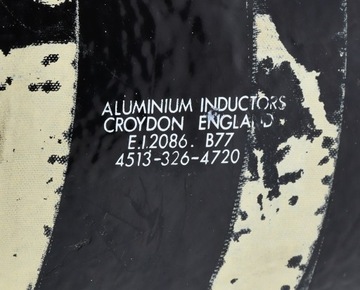 ALUMINIUM INDUCTORS
CROYDON ENGLAND.
E.I.2086. B77
4513-326-4720